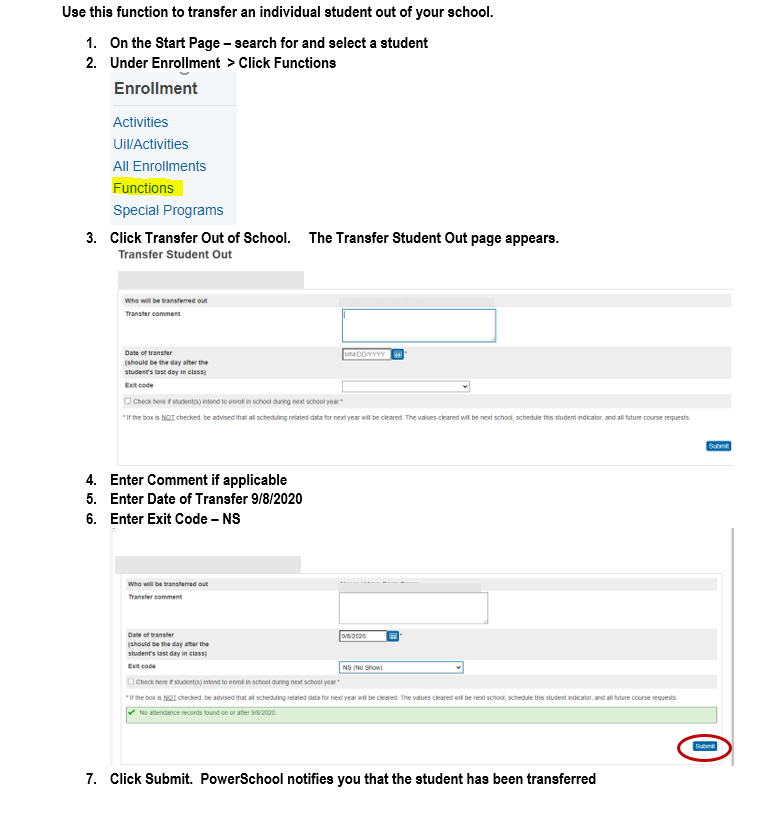 Use this function to transfer an individual student out of your school.
1. On the Start Page – search for and select a student
2. Under Enrollment > Click Functions
Enrollment
Activities
Uil/Activities
All Enrollments
Functions
Special Programs
3. Click Transfer Out of School. The Transfer Student Out page appears.
Transfer Student Out
Who will be transferred out
Transfer comment
Date of transfer
(should be the day after the
student's last day in class)
MM/DD/YYYY
*
Exit code
Check here if student(s) intend to enroll in school during next school year.*
* If the box is NOT checked, be advised that all scheduling related data for next year will be cleared. The values cleared will be next school, schedule this student indicator, and all future course requests.
Submit
4. Enter Comment if applicable
5. Enter Date of Transfer 9/8/2020
6. Enter Exit Code – NS
Who will be transferred out
Transfer comment
Date of transfer
(should be the day after the
student's last day in class)
9/8/2020
*
Exit code
NS (No Show)
Check here if student(s) intend to enroll in school during next school year.*
* If the box is NOT checked, be advised that all scheduling related data for next year will be cleared. The values cleared will be next school, schedule this student indicator, and all future course requests.
No attendance records found on or after 9/8/2020.
Submit
7. Click Submit. PowerSchool notifies you that the student has been transferred